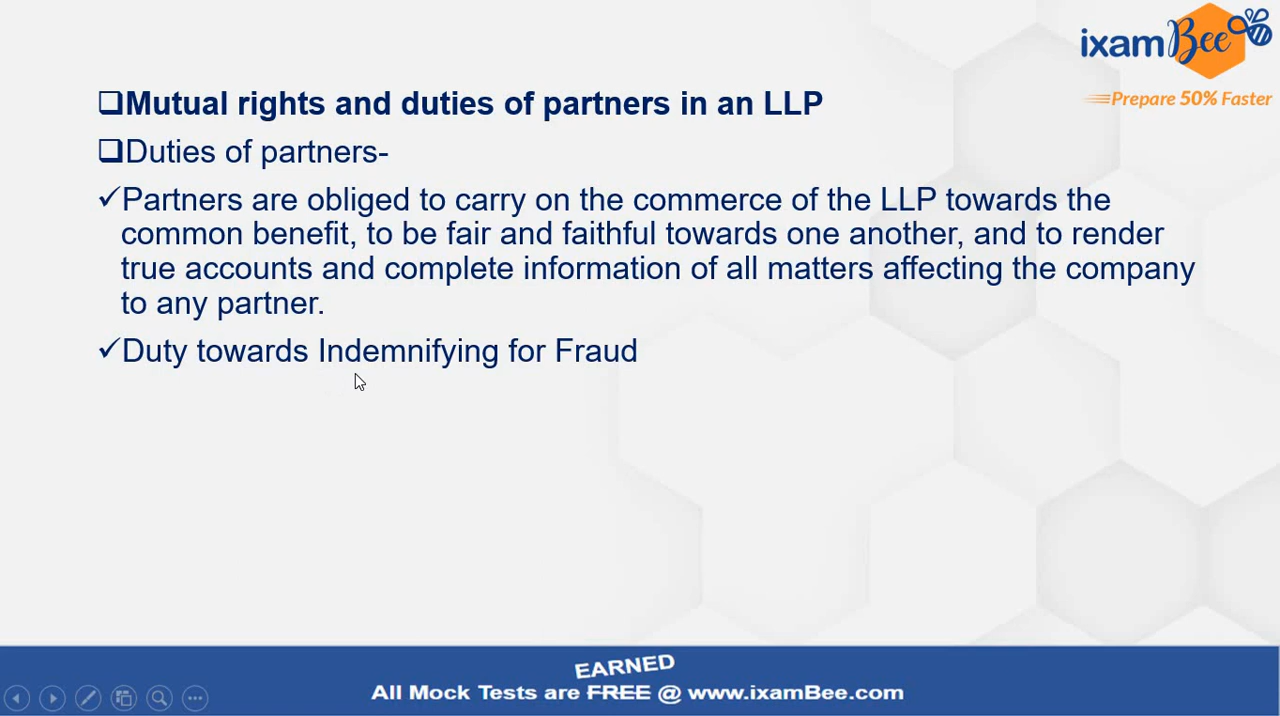 ixamBee
Prepare 50% Faster
❑Mutual rights and duties of partners in an LLP
❑Duties of partners-
✓Partners are obliged to carry on the commerce of the LLP towards the
common benefit, to be fair and faithful towards one another, and to render
true accounts and complete information of all matters affecting the company
to any partner.
✓Duty towards Indemnifying for Fraud
EARNED
All Mock Tests are FREE @ www.ixamBee.com